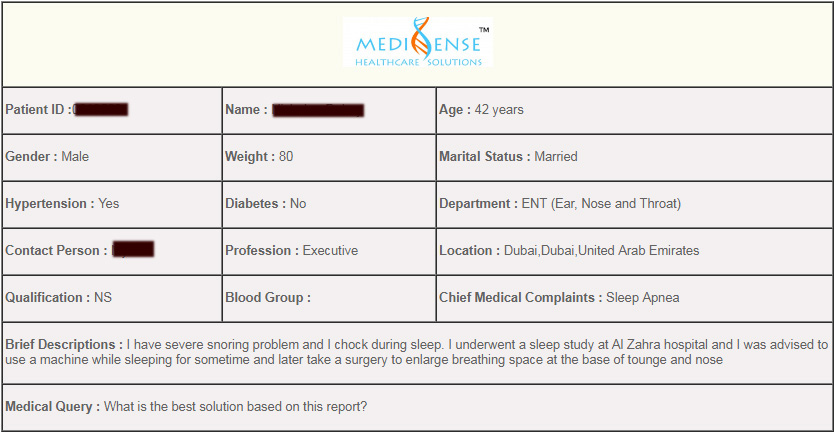 MEDISENSE™
HEALTHCARE SOLUTIONS
Patient ID :
Name :
Age : 42 years
Gender : Male
Weight : 80
Marital Status : Married
Hypertension : Yes
Diabetes : No
Department : ENT (Ear, Nose and Throat)
Contact Person :
Profession : Executive
Location : Dubai,Dubai,United Arab Emirates
Qualification : NS
Blood Group :
Chief Medical Complaints : Sleep Apnea
Brief Descriptions : I have severe snoring problem and I chock during sleep. I underwent a sleep study at Al Zahra hospital and I was advised to
use a machine while sleeping for sometime and later take a surgery to enlarge breathing space at the base of tounge and nose
Medical Query : What is the best solution based on this report?